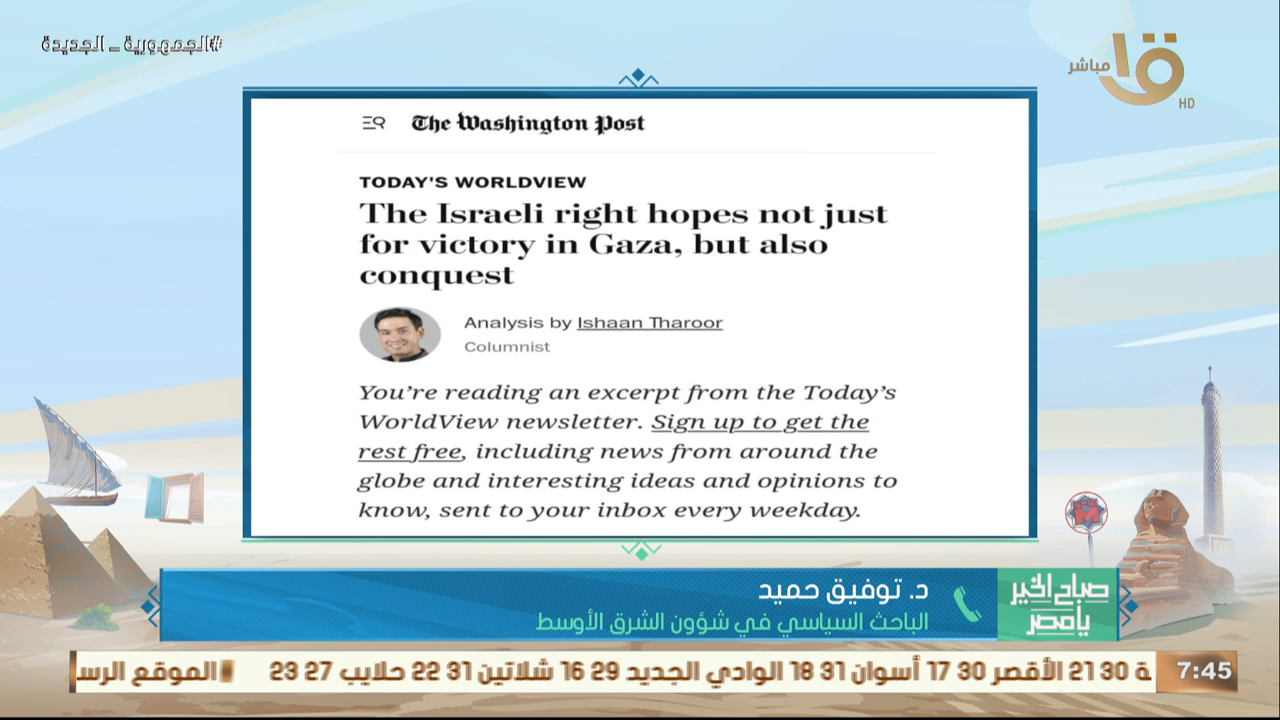 #الجمهورية_الجديدة
مباشر
HD
The Washington Post
TODAY'S WORLDVIEW
The Israeli right hopes not just
for victory in Gaza, but also
conquest
Analysis by Ishaan Tharoor
Columnist
You're reading an excerpt from the Today's
WorldView newsletter. Sign up to get the
rest free, including news from around the
globe and interesting ideas and opinions to
know, sent to your inbox every weekday.
M
صباح الخير
يا مصر
د. توفيق حميد
الباحث السياسي في شؤون الشرق الأوسط
7:45
ة 30 21 الأقصر 30 17 أسوان 31 18 الوادي الجديد 29 16 شلاتين 31 22 حلايب 27 23 الموقع الرسـ